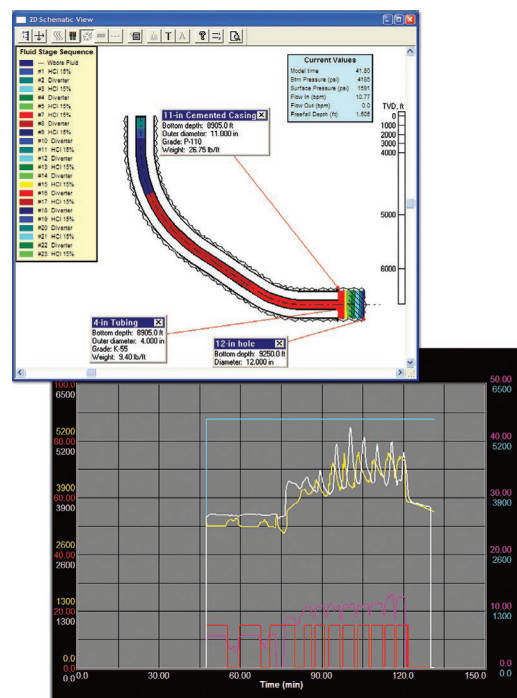 2D Schematic View
Fluid Stage Sequence
--- Wbore Fluid
#1 HCl 15%
#2 Diverter
#3 HCl 15%
#4 Diverter
#5 HCl 15%
#6 Diverter
#7 HCl 15%
#8 Diverter
#9 HCl 15%
#10 Diverter
#11 HCl 15%
#12 Diverter
#13 HCl 15%
#14 Diverter
#15 HCl 15%
#16 Diverter
#17 HCl 15%
#18 Diverter
#19 HCl 15%
#20 Diverter
#21 HCl 15%
#22 Diverter
#23 HCl 15%
Current Values
Model time 41.80
Btm Pressure (psi) 4185
Surface Pressure (psi) 1591
Flow In (bpm) 10.77
Flow Out (bpm) 0.0
Freefall Depth (ft) 1.505
TVD, ft
0
1000
2000
3000
4000
5000
6000
11-in Cemented Casing
Bottom depth: 8905.0 ft
Outer diameter: 11.000 in
Grade: P-110
Weight: 26.75 lb/ft
4-in Tubing
Bottom depth: 8905.0 ft
Outer diameter: 4.000 in
Grade: K-55
Weight: 9.40 lb/ft
12-in hole
Bottom depth: 9250.0 ft
Diameter: 12.000 in
100.0
6500
5200
80.00
5200
3900
60.00
3900
2600
40.00
2600
1300
20.00
1300
0.0
0.0
50.00
6500
40.00
5200
30.00
3900
20.00
2600
10.00
1300
0.0
0.0
0.0
30.00
60.00
90.00
120.0
150.0
Time (min)